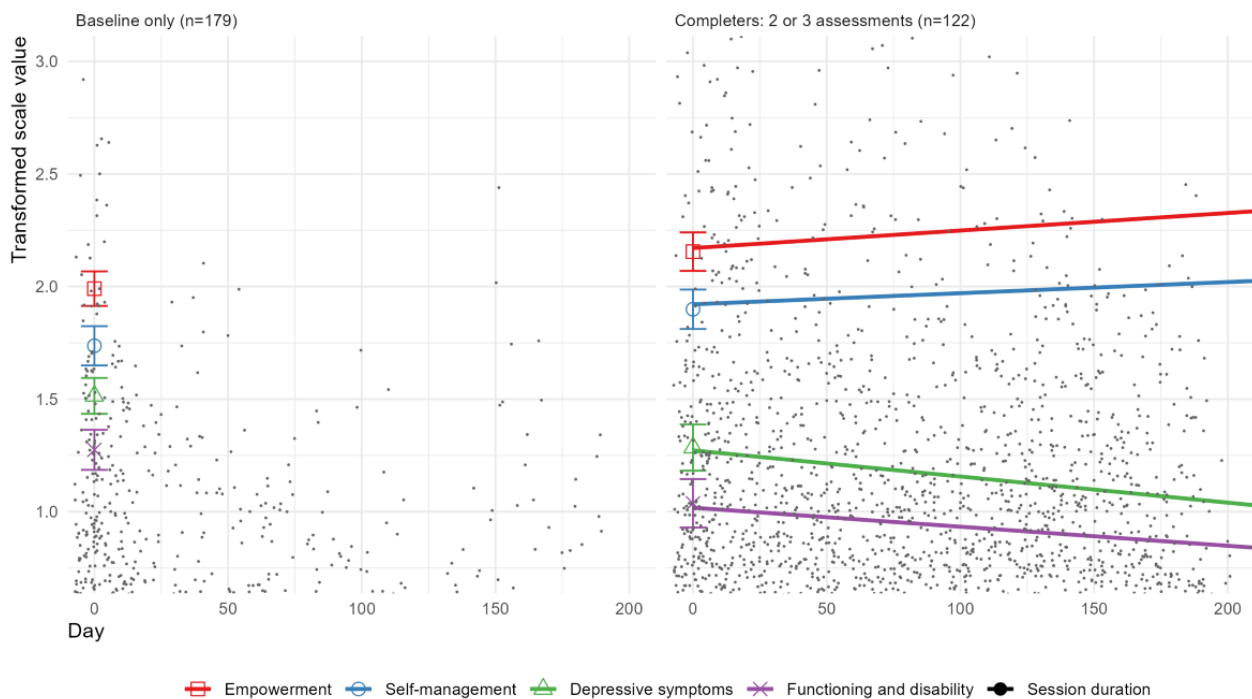 Baseline only (n=179)
Completers: 2 or 3 assessments (n=122)
Transformed scale value
3.0
2.5
2.0
1.5
1.0
0 50 100 150 200
0 50 100 150 200
Day
Empowerment Self-management Depressive symptoms Functioning and disability Session duration